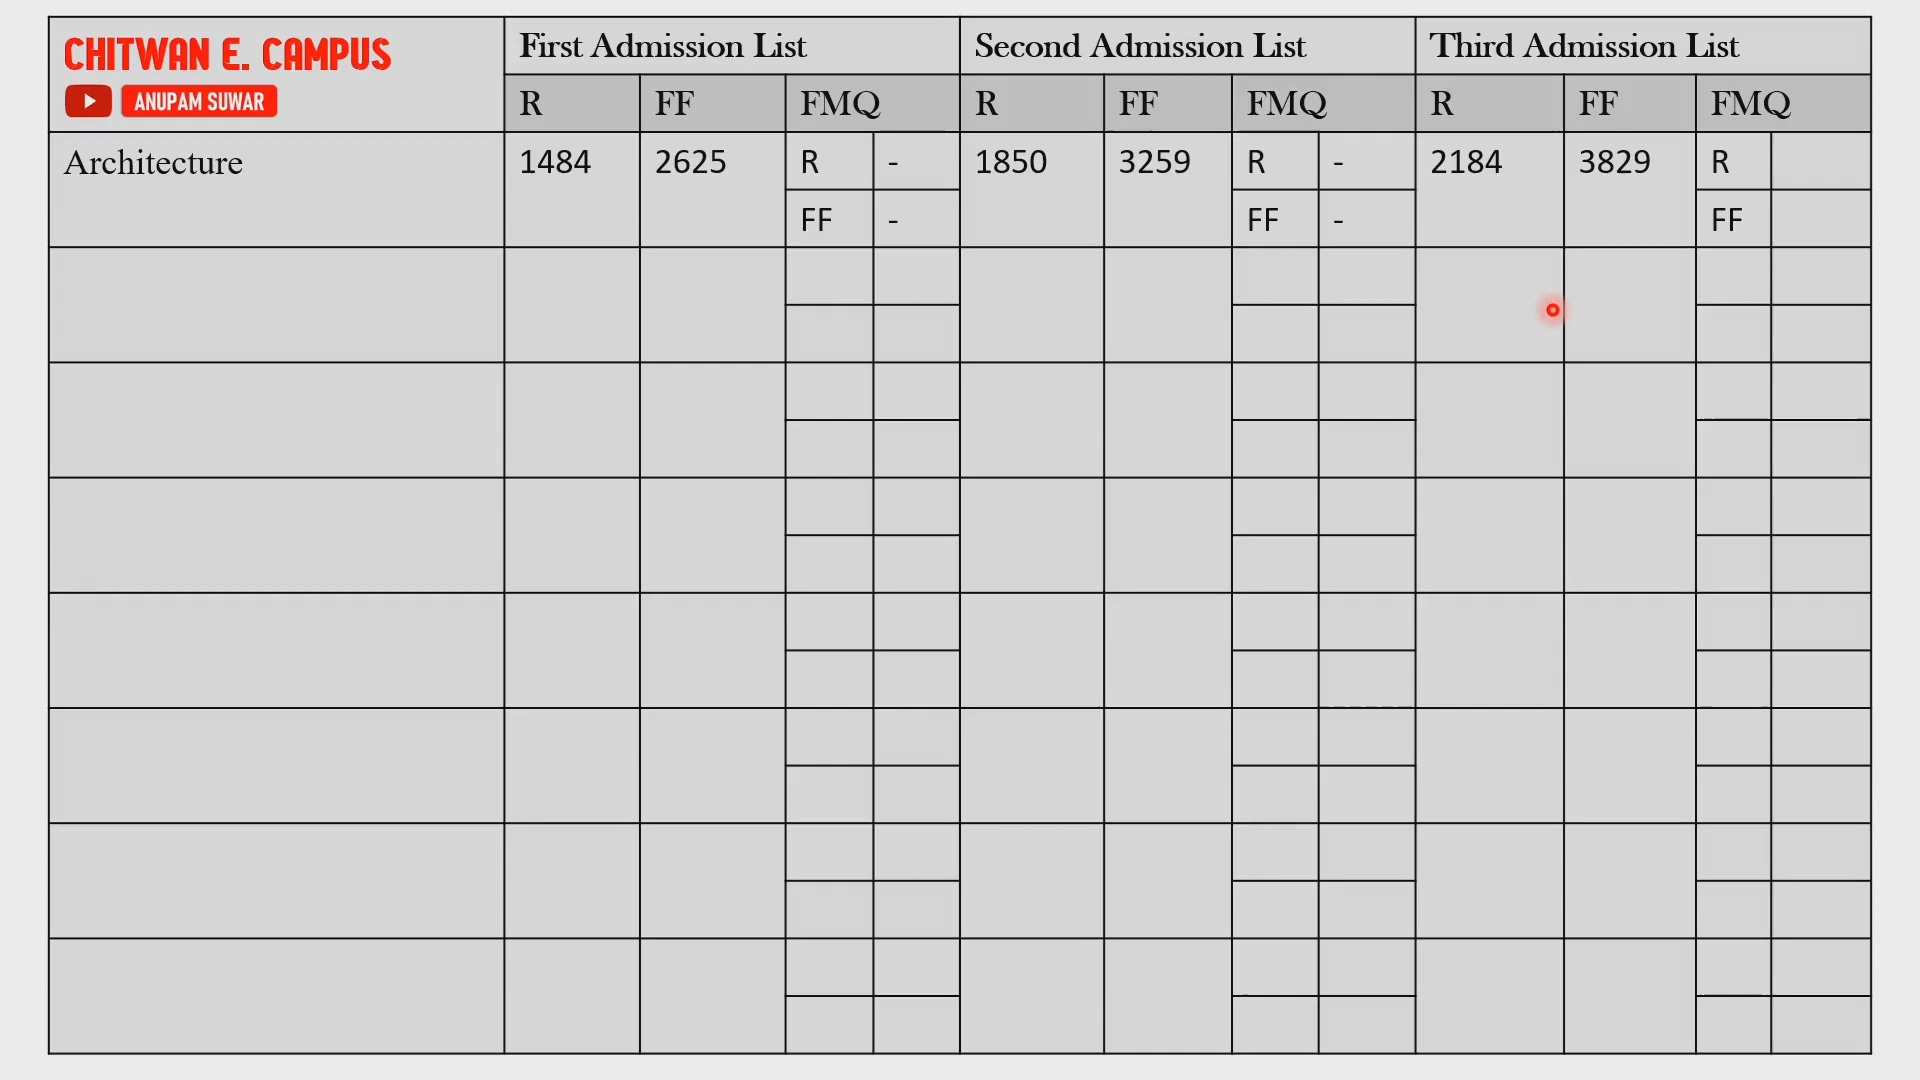 CHITWAN E. CAMPUS
ANUPAM SUWAR
First Admission List Second Admission List Third Admission List
R FF FMQ R FF FMQ R FF FMQ
Architecture 1484 2625 R - 1850 3259 R - 2184 3829 R
FF - FF - FF